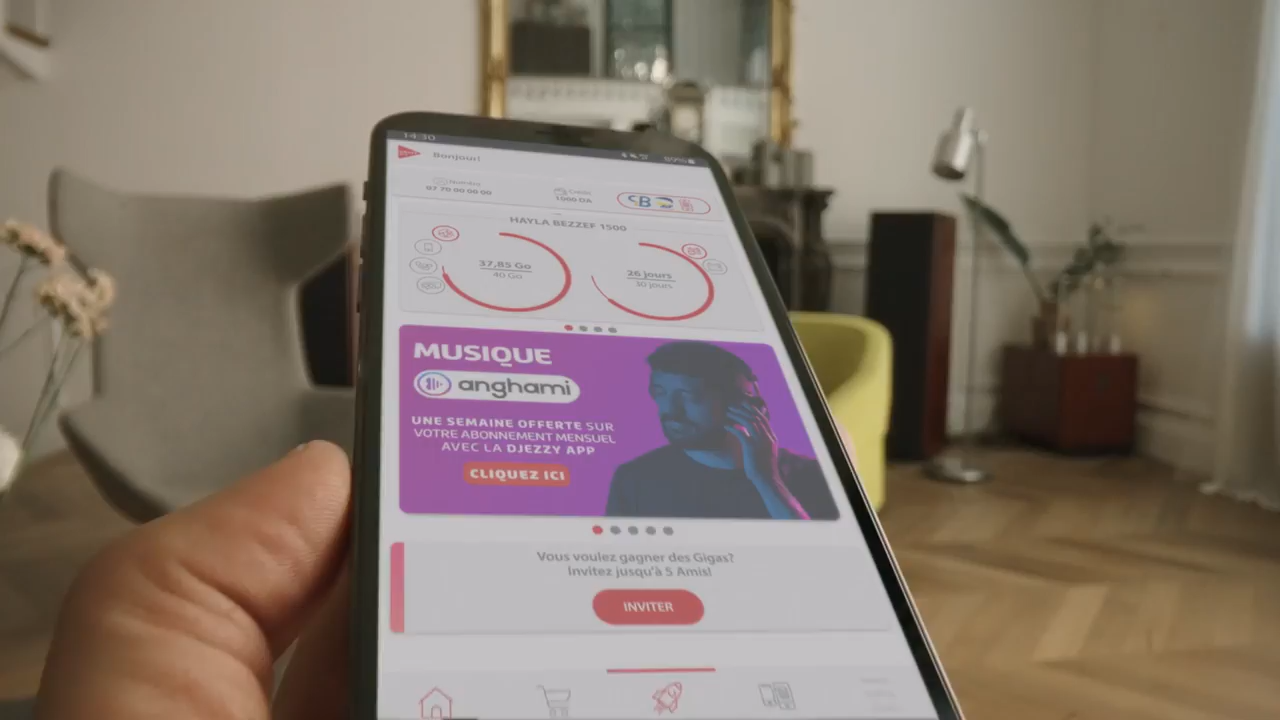 14:30
Bonjour!
Numéro
07 70 00 00 00
Crédit
1000 DA
HAYLA BEZZEF 1500
37,85 Go
40 Go
26 jours
30 jours
MUSIQUE
anghami
UNE SEMAINE OFFERTE SUR
VOTRE ABONNEMENT MENSUEL
AVEC LA DJEZZY APP
CLIQUEZ ICI
Vous voulez gagner des Gigas?
Invitez jusqu'à 5 Amis!
INVITER